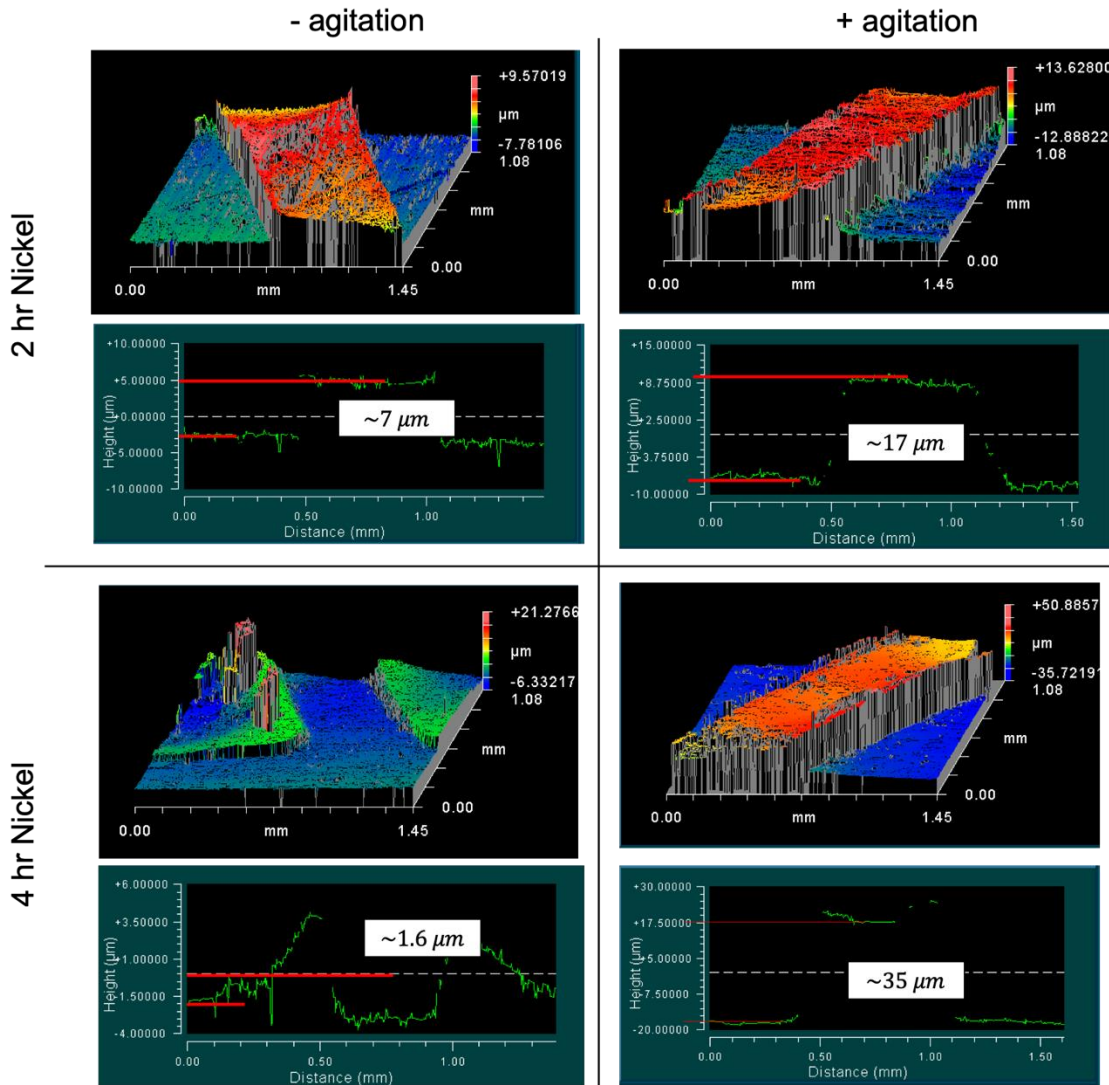 - agitation
+ agitation
2 hr Nickel
+9.57019
µm
-7.78106
1.08
mm
0.00
0.00
mm
1.45
+13.62800
µm
-12.88822
1.08
mm
0.00
0.00
mm
1.45
+10.00000
+5.00000
+0.00000
-5.00000
-10.00000
Height (µm)
~7 µm
0.00
0.50
1.00
Distance (mm)
+15.00000
+8.75000
+2.50000
-3.75000
-10.00000
Height (µm)
~17 µm
0.00
0.50
1.00
1.50
Distance (mm)
4 hr Nickel
+21.2766
µm
-6.33217
1.08
mm
0.00
0.00
mm
1.45
+50.8857
µm
-35.72191
1.08
mm
0.00
0.00
mm
1.45
+6.00000
+3.50000
+1.00000
-1.50000
-4.00000
Height (µm)
~1.6 µm
0.00
0.50
1.00
Distance (mm)
+30.00000
+17.50000
+5.00000
-7.50000
-20.00000
Height (µm)
~35 µm
0.00
0.50
1.00
1.50
Distance (mm)